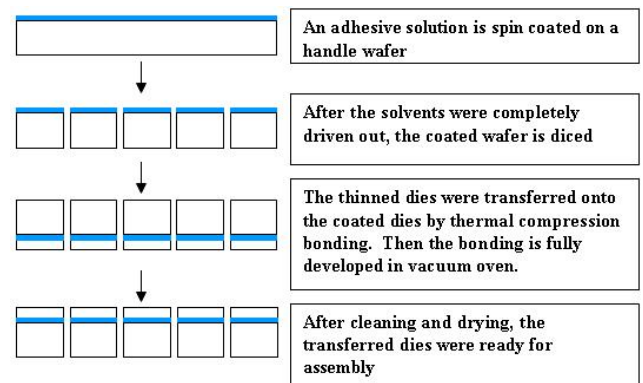 An adhesive solution is spin coated on a
handle wafer
After the solvents were completely
driven out, the coated wafer is diced
The thinned dies were transferred onto
the coated dies by thermal compression
bonding. Then the bonding is fully
developed in vacuum oven.
After cleaning and drying, the
transferred dies were ready for
assembly